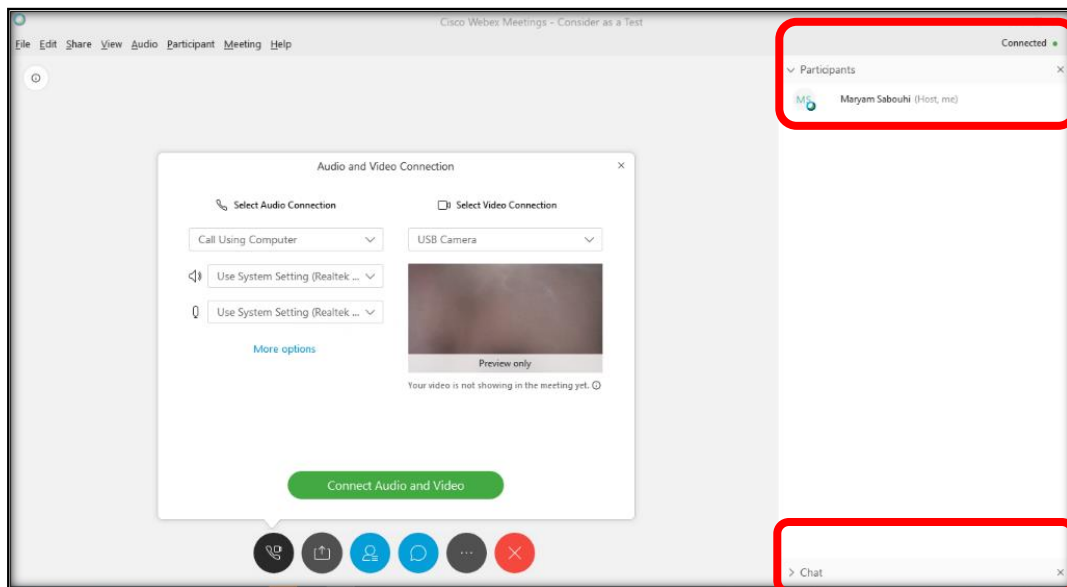 Cisco Webex Meetings - Consider as a Test
File Edit Share View Audio Participant Meeting Help
Connected
Participants
MS Maryam Sabouhi (Host, me)
Audio and Video Connection
Select Audio Connection
Select Video Connection
Call Using Computer
USB Camera
Use System Setting (Realtek ...
Use System Setting (Realtek ...
More options
Preview only
Your video is not showing in the meeting yet.
Connect Audio and Video
Chat